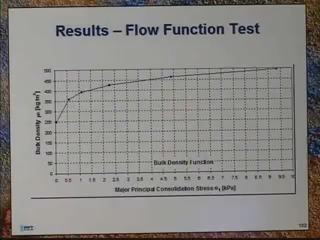 Results – Flow Function Test
Bulk Density ρb [kg/m³]
500
450
400
350
300
250
200
150
100
50
0
Bulk Density Function
0 0.5 1 1.5 2 2.5 3 3.5 4 4.5 5 5.5 6 6.5 7 7.5 8 8.5 9 9.5 10
Major Principal Consolidation Stress σ1 [kPa]